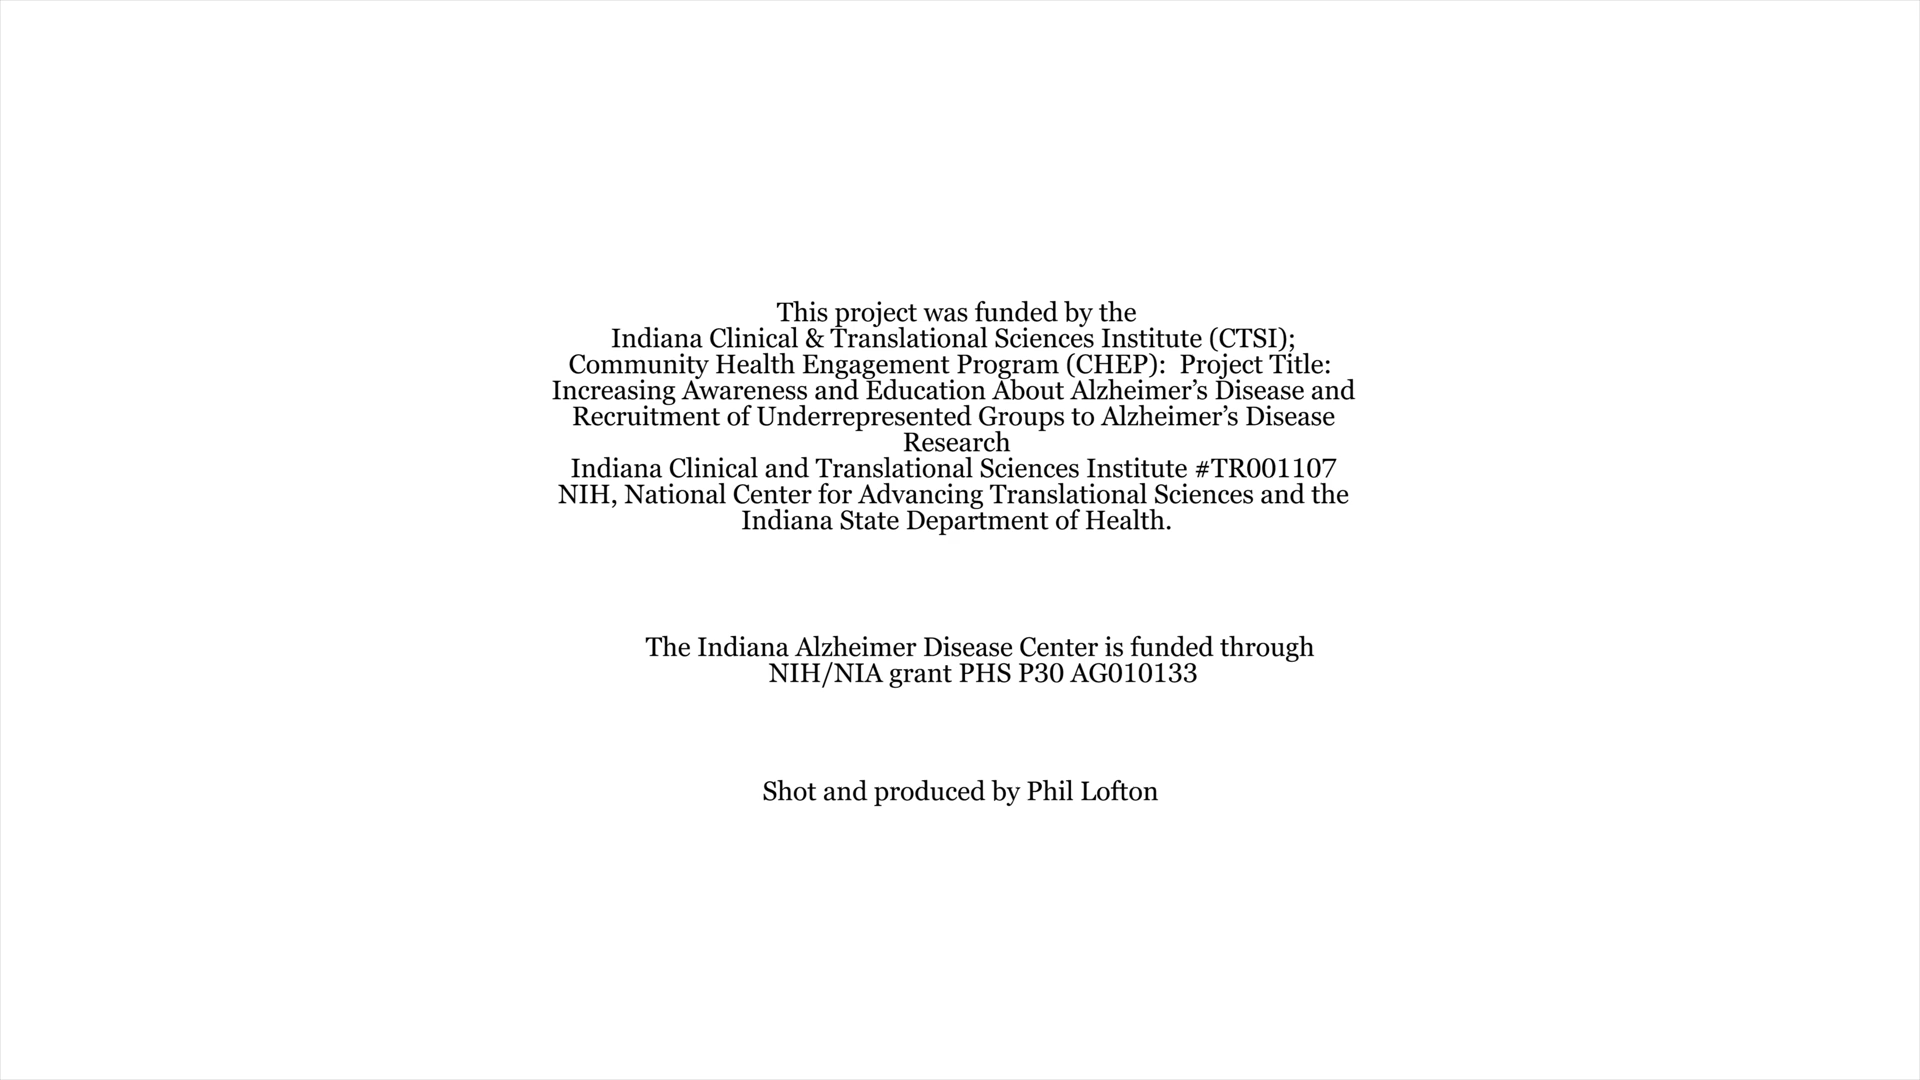 This project was funded by the
Indiana Clinical & Translational Sciences Institute (CTSI);
Community Health Engagement Program (CHEP):  Project Title:
Increasing Awareness and Education About Alzheimer’s Disease and
Recruitment of Underrepresented Groups to Alzheimer’s Disease
Research
Indiana Clinical and Translational Sciences Institute #TR001107
NIH, National Center for Advancing Translational Sciences and the
Indiana State Department of Health.
The Indiana Alzheimer Disease Center is funded through
NIH/NIA grant PHS P30 AG010133
Shot and produced by Phil Lofton